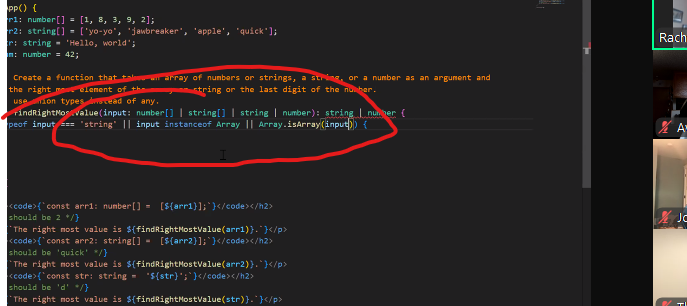 App() {
rr1: number[] = [1, 8, 3, 9, 2];
rr2: string[] = ['yo-yo', 'jawbreaker', 'apple', 'quick'];
tr: string = 'Hello, world';
um: number = 42;
Create a function that takes an array of numbers or strings, a string, or a number as an argument and
the right most element of the array or string or the last digit of the number.
use union types instead of any.
findRightMostValue(input: number[] | string[] | string | number): string | number {
peof input === 'string' || input instanceof Array || Array.isArray(input)) {
<code>{`const arr1: number[] =  [${arr1}];`}</code></h2>
should be 2 */}
`The right most value is ${findRightMostValue(arr1)}.`}</p>
<code>{`const arr2: string[] =  [${arr2}];`}</code></h2>
should be 'quick' */}
`The right most value is ${findRightMostValue(arr2)}.`}</p>
<code>{`const str: string =  '${str}';`}</code></h2>
should be 'd' */}
`The right most value is ${findRightMostValue(str)}.`}</p>
Rach
Jo